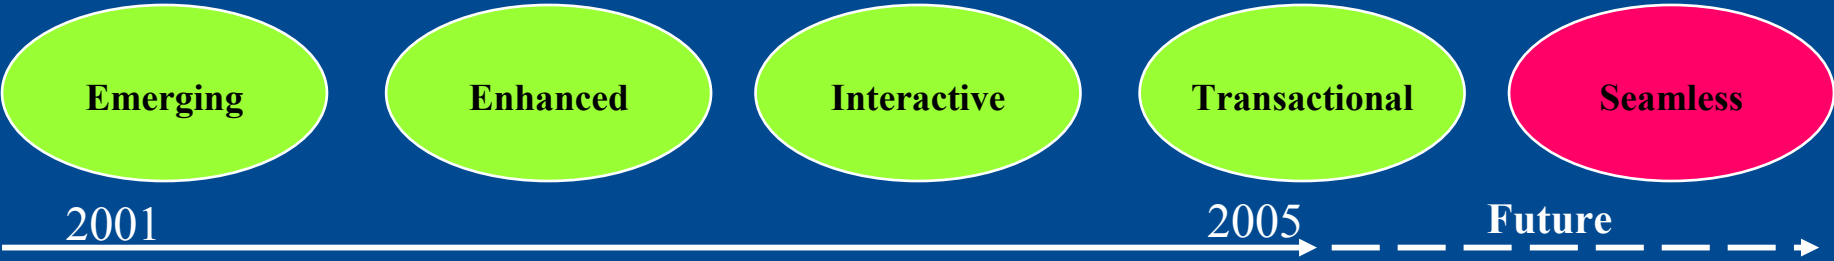 Emerging
Enhanced
Interactive
Transactional
Seamless
2001
2005
Future